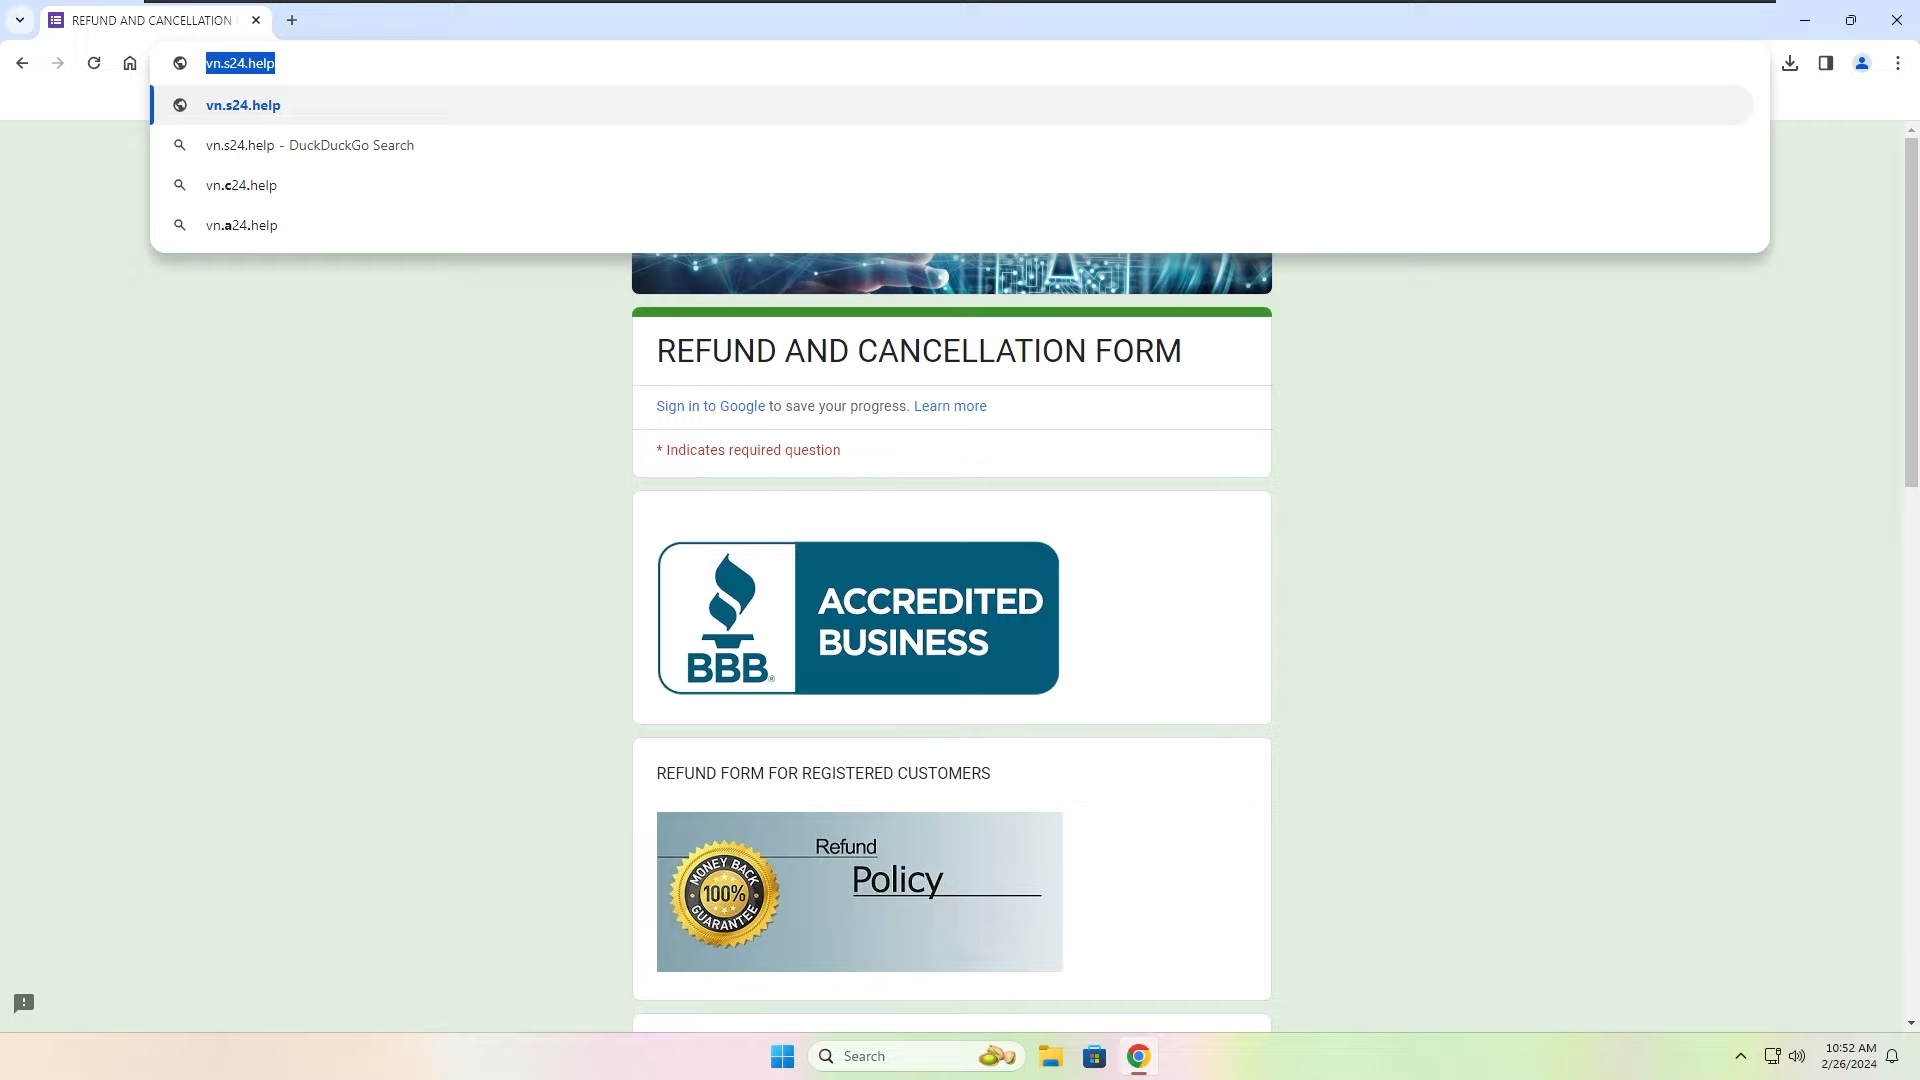 REFUND AND CANCELLATION
vn.s24.help
vn.s24.help
vn.s24.help - DuckDuckGo Search
vn.c24.help
vn.a24.help
REFUND AND CANCELLATION FORM
Sign in to Google to save your progress. Learn more
* Indicates required question
BBB®
ACCREDITED
BUSINESS
REFUND FORM FOR REGISTERED CUSTOMERS
MONEY BACK
100%
GUARANTEE
Refund
Policy
Search
10:52 AM
2/26/2024